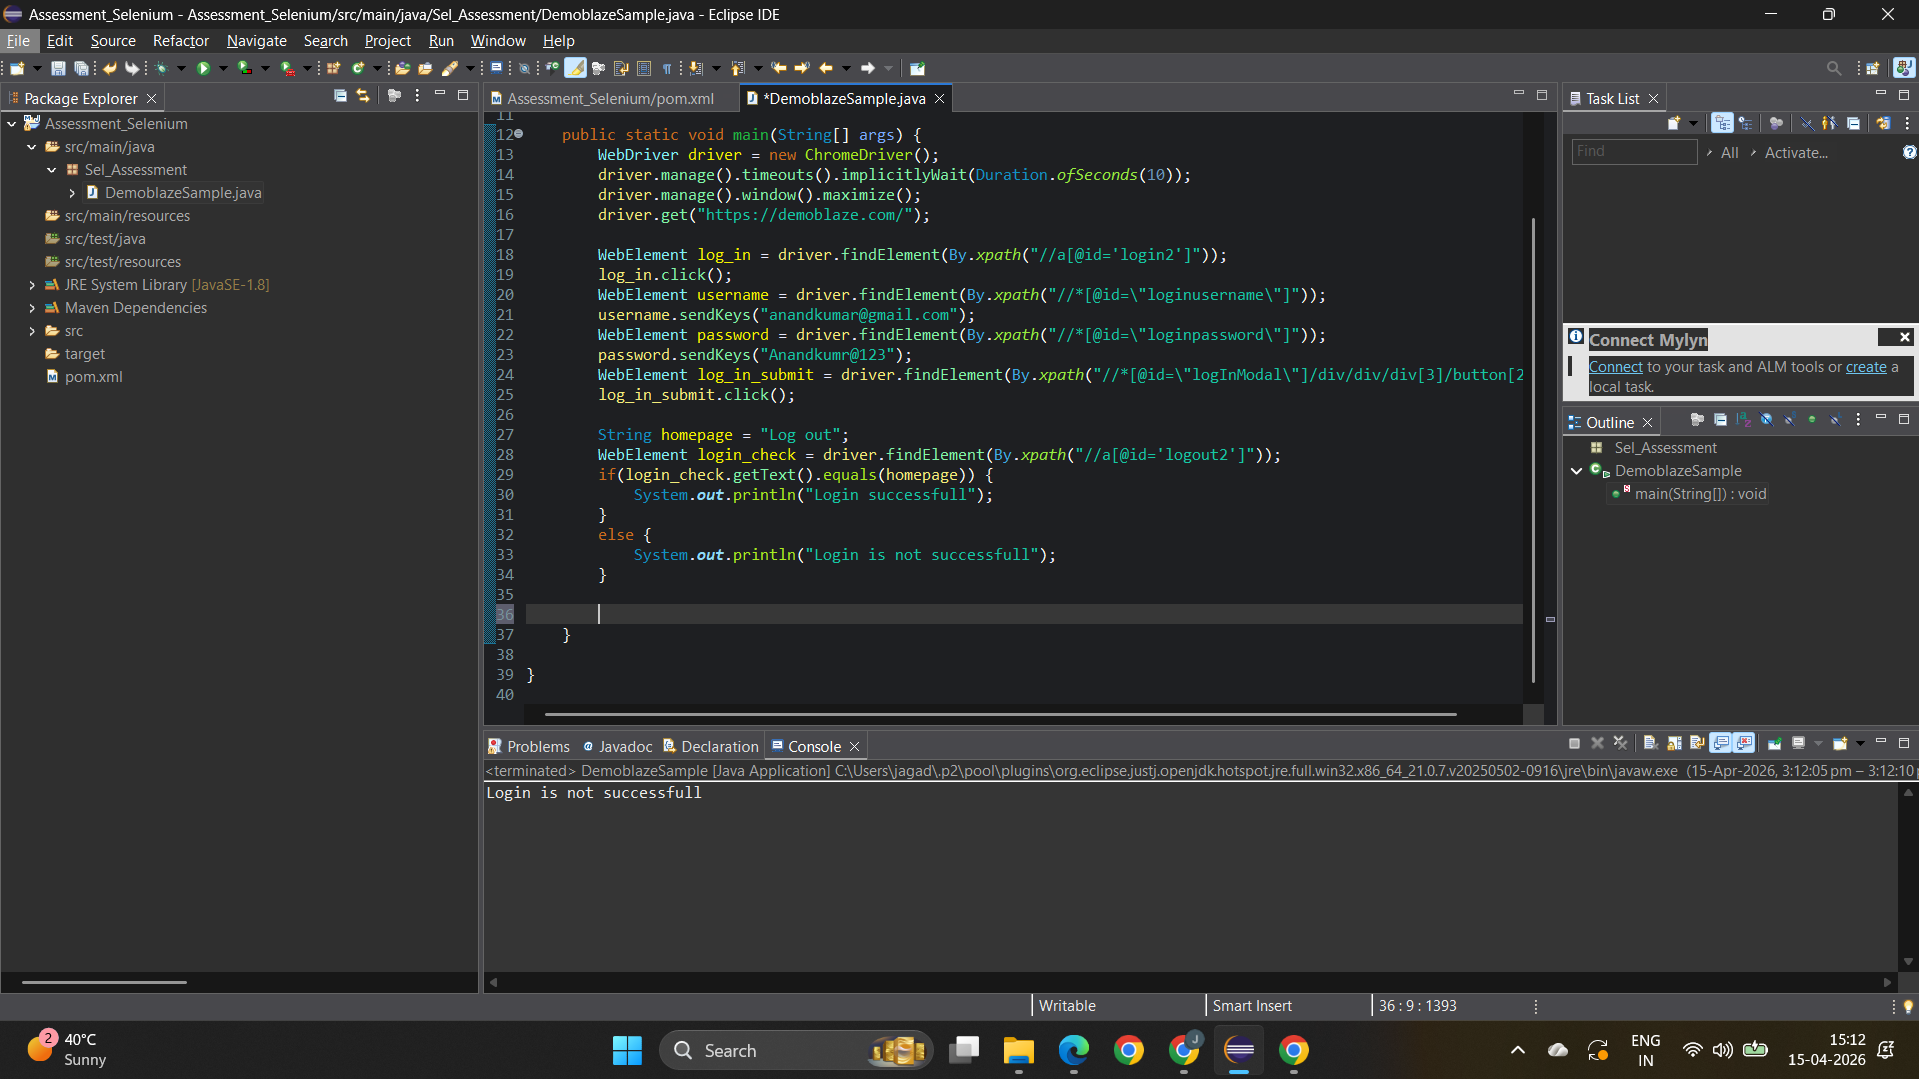 Assessment_Selenium - Assessment_Selenium/src/main/java/Sel_Assessment/DemoblazeSample.java - Eclipse IDE
File Edit Source Refactor Navigate Search Project Run Window Help
Package Explorer
Assessment_Selenium
src/main/java
Sel_Assessment
DemoblazeSample.java
src/main/resources
src/test/java
src/test/resources
JRE System Library [JavaSE-1.8]
Maven Dependencies
src
target
pom.xml
Assessment_Selenium/pom.xml *DemoblazeSample.java
11
12 public static void main(String[] args) {
13 WebDriver driver = new ChromeDriver();
14 driver.manage().timeouts().implicitlyWait(Duration.ofSeconds(10));
15 driver.manage().window().maximize();
16 driver.get("https://demoblaze.com/");
17
18 WebElement log_in = driver.findElement(By.xpath("//a[@id='login2']"));
19 log_in.click();
20 WebElement username = driver.findElement(By.xpath("//*[@id=\"loginusername\"]"));
21 username.sendKeys("anandkumar@gmail.com");
22 WebElement password = driver.findElement(By.xpath("//*[@id=\"loginpassword\"]"));
23 password.sendKeys("Anandkumr@123");
24 WebElement log_in_submit = driver.findElement(By.xpath("//*[@id=\"logInModal\"]/div/div/div[3]/button[2
25 log_in_submit.click();
26
27 String homepage = "Log out";
28 WebElement login_check = driver.findElement(By.xpath("//a[@id='logout2']"));
29 if(login_check.getText().equals(homepage)) {
30 System.out.println("Login successfull");
31 }
32 else {
33 System.out.println("Login is not successfull");
34 }
35
36
37 }
38
39 }
40
Task List
Find All Activate...
Connect Mylyn
Connect to your task and ALM tools or create a
local task.
Outline
Sel_Assessment
DemoblazeSample
main(String[]) : void
Problems Javadoc Declaration Console
<terminated> DemoblazeSample [Java Application] C:\Users\jagad\.p2\pool\plugins\org.eclipse.justj.openjdk.hotspot.jre.full.win32.x86_64_21.0.7.v20250502-0916\jre\bin\javaw.exe (15-Apr-2026, 3:12:05 pm – 3:12:10
Login is not successfull
Writable Smart Insert 36 : 9 : 1393
2
40°C
Sunny
Search
J
ENG
IN
15:12
15-04-2026